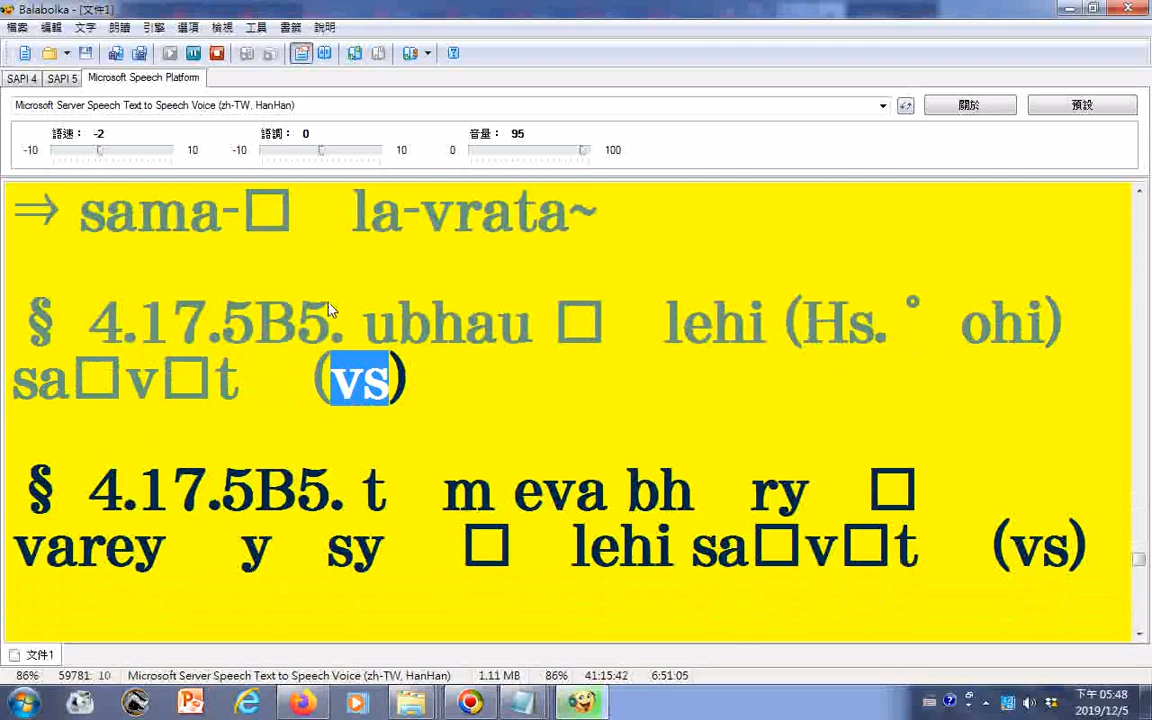 Balabolka - [文件1]
檔案 編輯 文字 朗讀 引擎 選項 檢視 工具 書籤 說明
SAPI 4 SAPI 5 Microsoft Speech Platform
Microsoft Server Speech Text to Speech Voice (zh-TW, HanHan) 關於 預設
語速： -2 語調： 0 音量： 95
-10 10 -10 10 0 100
⇒ sama-□ la-vrata~
§ 4.17.5B5. ubhau □ lehi (Hs. ° ohi)
sa□v□t (vs)
§ 4.17.5B5. t m eva bh ry □
varey y sy □ lehi sa□v□t (vs)
文件1
86% 59781: 10 Microsoft Server Speech Text to Speech Voice (zh-TW, HanHan) 1.11 MB 86% 41:15:42 6:51:05
下午 05:48
2019/12/5